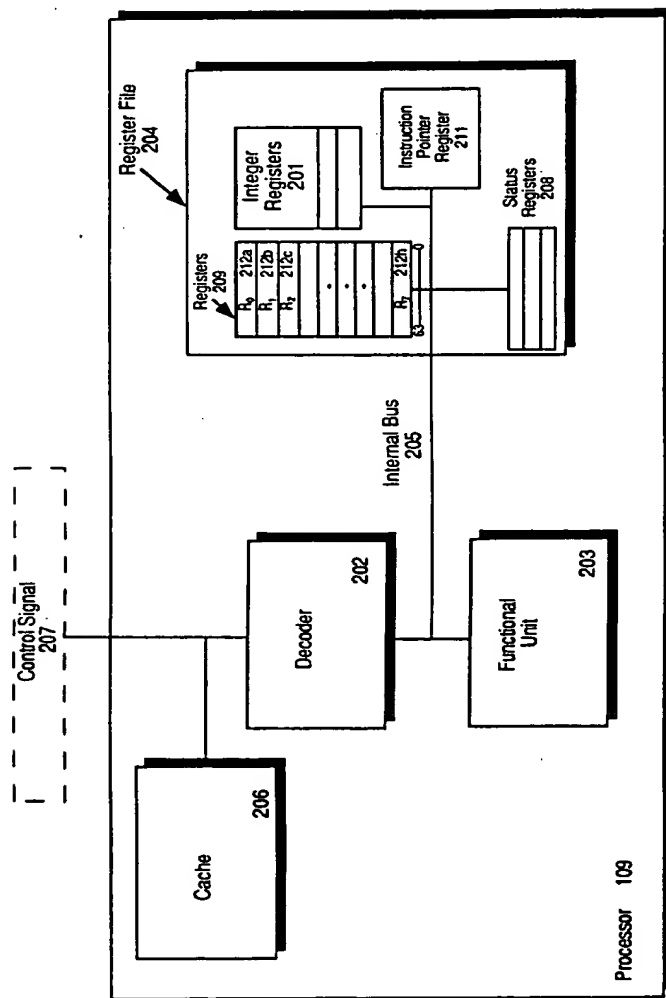 Control Signal
207
Cache
206
Decoder
202
Functional
Unit
203
Internal Bus
205
Register File
204
Registers
209
R0 212a
R1 212b
R2 212c
R7 212h
63
0
Integer
Registers
201
Instruction
Pointer
Register
211
Status
Registers
208
Processor 109